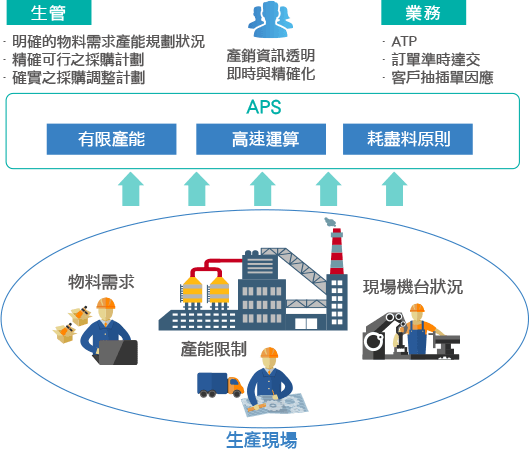 生管
· 明確的物料需求產能規劃狀況
· 精確可行之採購計劃
· 確實之採購調整計劃
產銷資訊透明
即時與精確化
業務
· ATP
· 訂單準時達交
· 客戶抽插單因應
APS
有限產能
高速運算
耗盡料原則
物料需求
現場機台狀況
產能限制
生產現場